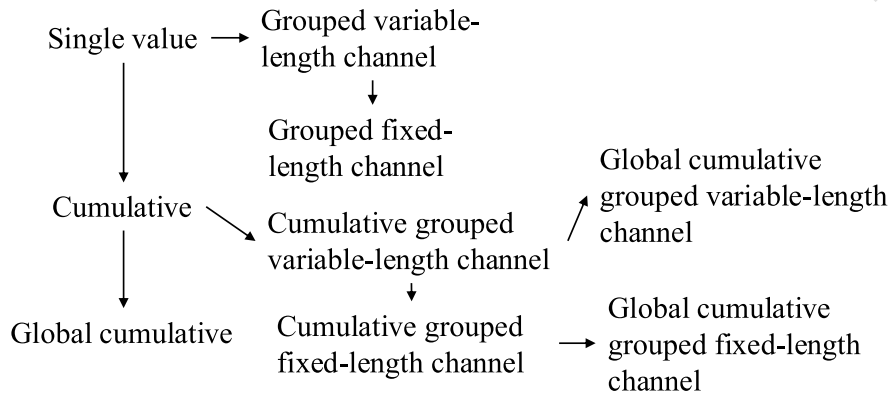 Single value
Grouped variable-
length channel
Grouped fixed-
length channel
Cumulative
Cumulative grouped
variable-length channel
Global cumulative
grouped variable-length
channel
Global cumulative
Cumulative grouped
fixed-length channel
Global cumulative
grouped fixed-length
channel